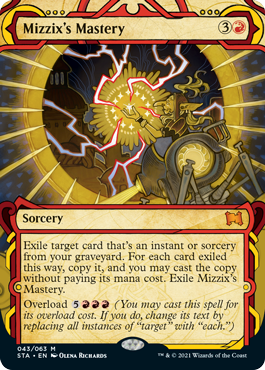 Mizzix's Mastery 3
Sorcery
Exile target card that's an instant or sorcery
from your graveyard. For each card exiled
this way, copy it, and you may cast the copy
without paying its mana cost. Exile Mizzix's
Mastery.
Overload 5 (You may cast this spell for
its overload cost. If you do, change its text by
replacing all instances of "target" with "each.")
043/063 M
STA • EN OLENA RICHARDS
™ & © 2021 Wizards of the Coast